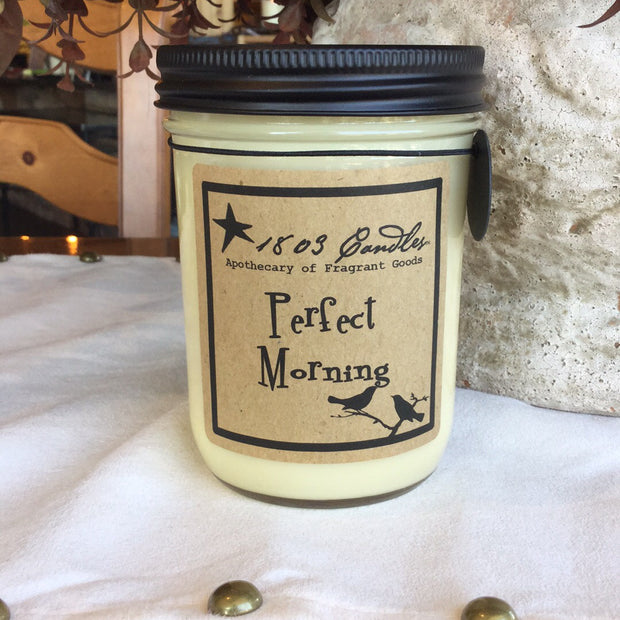 1803 Candles
Apothecary of Fragrant Goods
Perfect
Morning